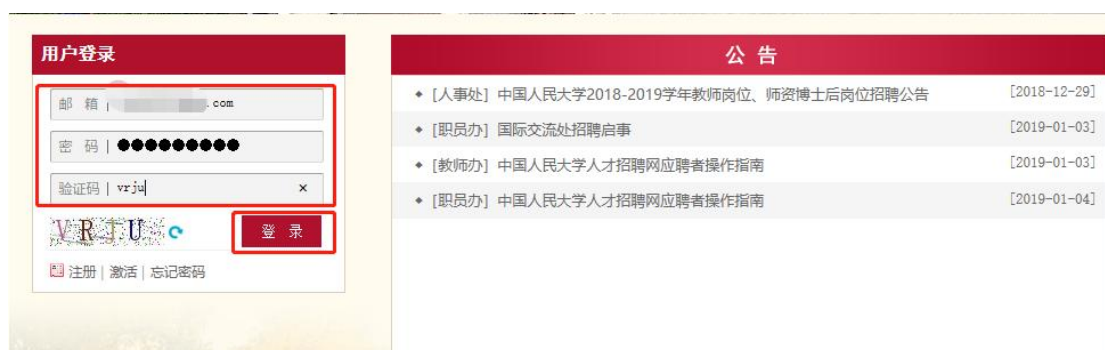 用户登录
邮 箱 | .com
密 码 | ●●●●●●●●●
验证码 | vrju ×
VRJU
登 录
注册 | 激活 | 忘记密码
公 告
[人事处] 中国人民大学2018-2019学年教师岗位、师资博士后岗位招聘公告 [2018-12-29]
[职员办] 国际交流处招聘启事 [2019-01-03]
[教师办] 中国人民大学人才招聘网应聘者操作指南 [2019-01-03]
[职员办] 中国人民大学人才招聘网应聘者操作指南 [2019-01-04]